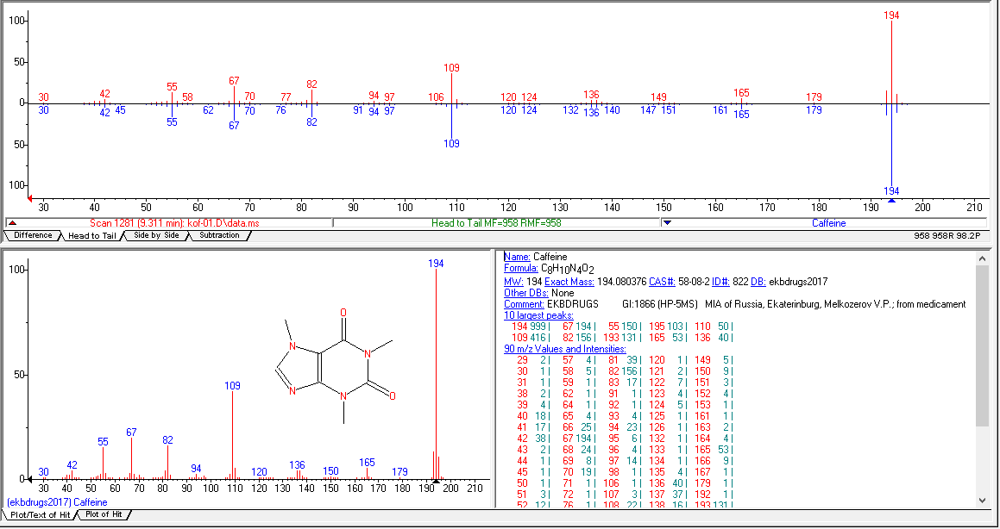 100
194
50
109
67
82
55
30 42 58 70 77 94 97 106 120 124 136 149 165 179
0
30 42 45 55 62 67 70 76 82 91 94 97 109 120 124 132 136 140 147 151 161 165 179
50
100
194
30 40 50 60 70 80 90 100 110 120 130 140 150 160 170 180 190 200 210
Scan 1281 (9.311 min): kof-01.D\data.ms Head to Tail MF=958 RMF=958 Caffeine
Difference Head to Tail Side by Side Subtraction 958 958R 98.2P
100
194
50
109
67
55
82
30 42 94 120 136 150 165 179
0
30 40 50 60 70 80 90 100 110 120 130 140 150 160 170 180 190 200 210
O
N N
N N O
(ekbdrugs2017) Caffeine
Plot/Text of Hit Plot of Hit
Name: Caffeine
Formula: C8H10N4O2
MW: 194 Exact Mass: 194.080376 CAS#: 58-08-2 ID#: 822 DB: ekbdrugs2017
Other DBs: None
Comment: EKBDRUGS GI:1866 (HP-5MS) MIA of Russia, Ekaterinburg, Melkozerov V.P.; from medicament
10 largest peaks:
194 999 | 67 194 | 55 150 | 195 103 | 110 50 |
109 416 | 82 156 | 193 131 | 165 53 | 136 40 |
90 m/z Values and Intensities:
29 2 | 57 4 | 81 39 | 120 1 | 149 5 |
30 1 | 58 5 | 82 156 | 121 2 | 150 9 |
31 1 | 59 1 | 83 17 | 122 7 | 151 3 |
38 2 | 62 1 | 91 1 | 123 4 | 152 4 |
39 4 | 64 1 | 92 1 | 124 5 | 153 1 |
40 18 | 65 4 | 93 4 | 125 1 | 161 1 |
41 17 | 66 25 | 94 23 | 126 1 | 163 2 |
42 38 | 67 194 | 95 6 | 132 1 | 164 4 |
43 2 | 68 24 | 96 4 | 133 1 | 165 53 |
44 1 | 69 8 | 97 14 | 134 1 | 166 9 |
45 1 | 70 19 | 98 1 | 135 4 | 167 1 |
50 1 | 71 1 | 106 1 | 136 40 | 179 1 |
51 3 | 72 1 | 107 3 | 137 37 | 192 1 |
52 12 | 76 1 | 108 22 | 138 16 | 193 131 |